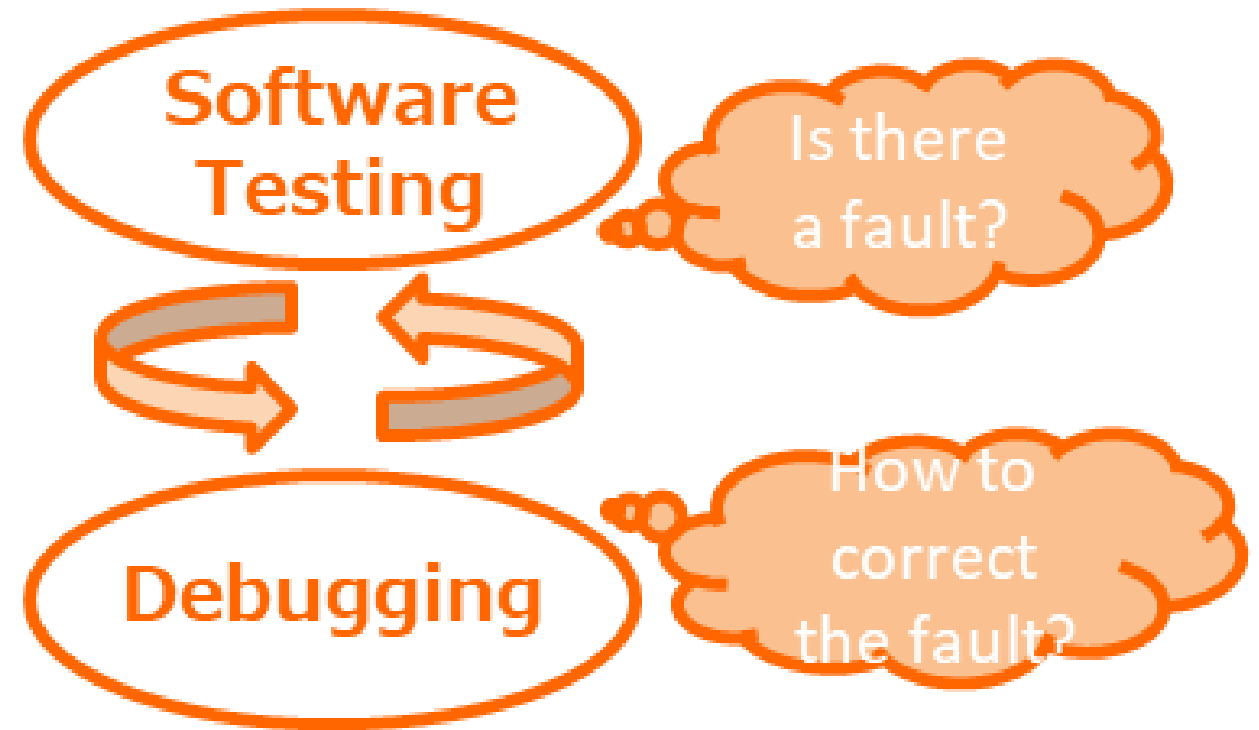 Software
Testing
Is there
a fault?
Debugging
How to
correct
the fault?